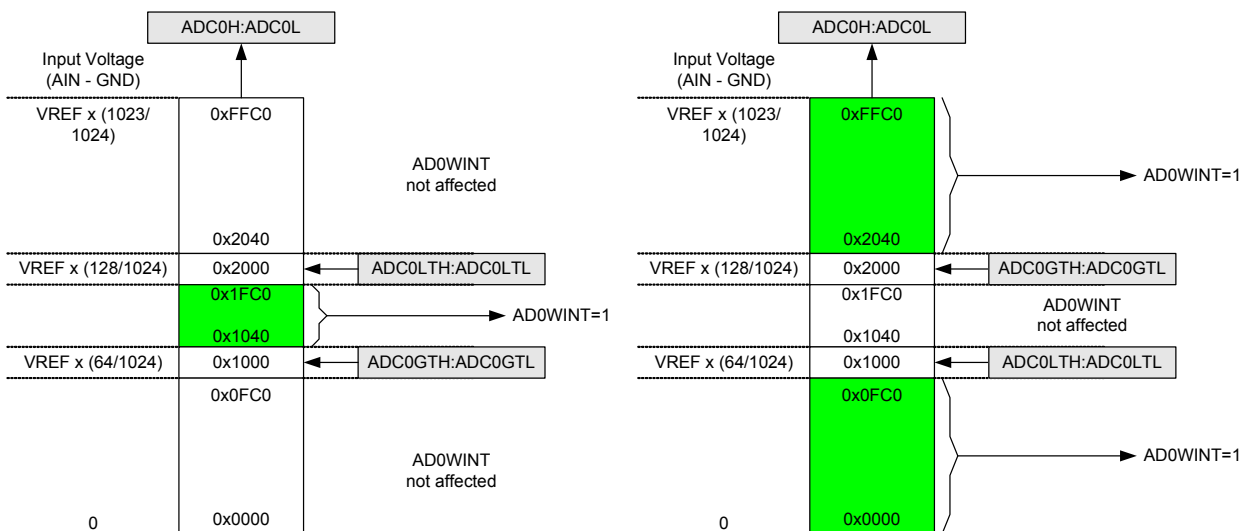 ADC0H:ADC0L
Input Voltage
(AIN - GND)
VREF x (1023/
1024)
0xFFC0
AD0WINT
not affected
0x2040
VREF x (128/1024)
0x2000
ADC0LTH:ADC0LTL
0x1FC0
AD0WINT=1
0x1040
VREF x (64/1024)
0x1000
ADC0GTH:ADC0GTL
0x0FC0
AD0WINT
not affected
0
0x0000
ADC0H:ADC0L
Input Voltage
(AIN - GND)
VREF x (1023/
1024)
0xFFC0
AD0WINT=1
0x2040
VREF x (128/1024)
0x2000
ADC0GTH:ADC0GTL
0x1FC0
AD0WINT
not affected
0x1040
VREF x (64/1024)
0x1000
ADC0LTH:ADC0LTL
0x0FC0
AD0WINT=1
0
0x0000